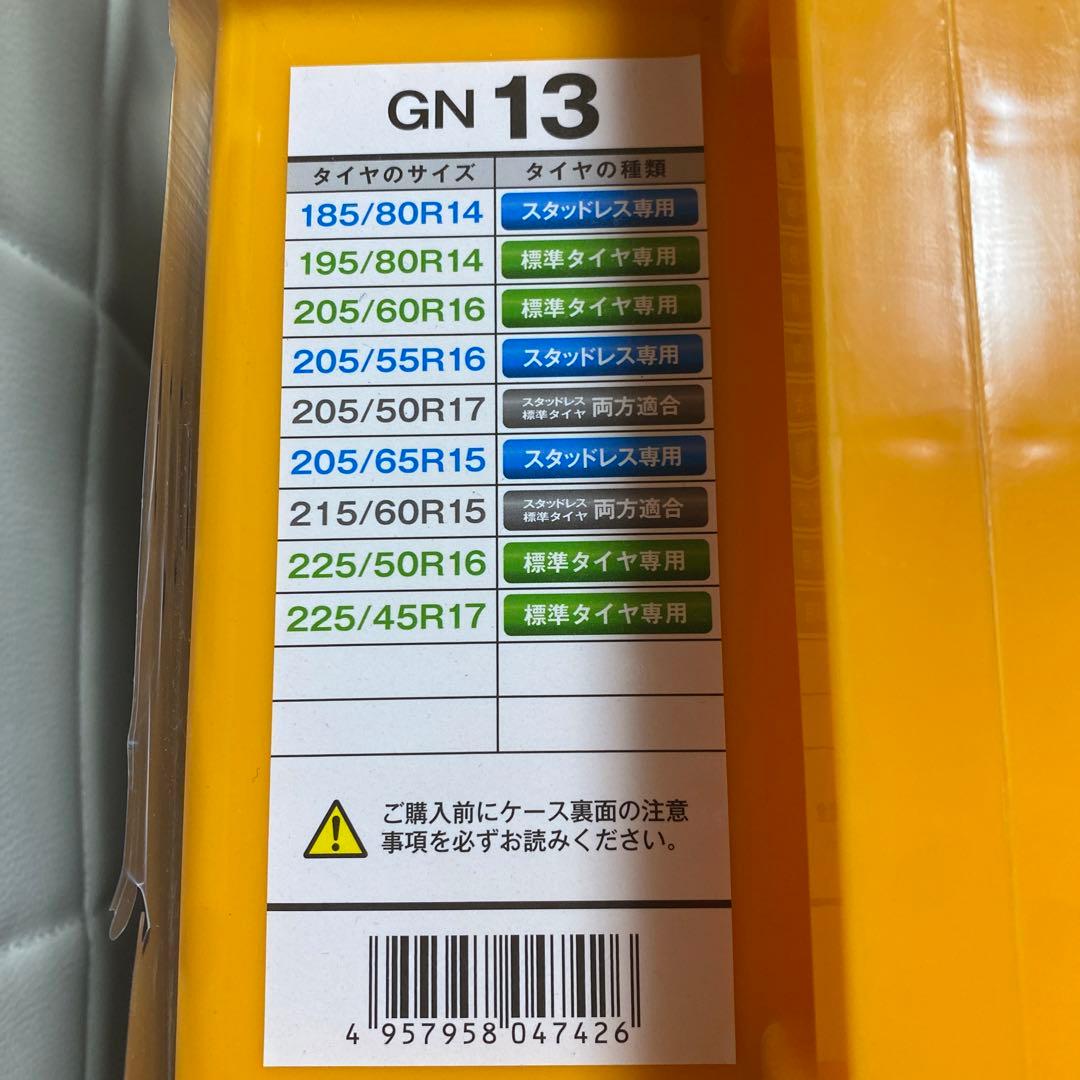 GN 13
タイヤのサイズ タイヤの種類
185/80R14 スタッドレス専用
195/80R14 標準タイヤ専用
205/60R16 標準タイヤ専用
205/55R16 スタッドレス専用
205/50R17 スタッドレス 標準タイヤ 両方適合
205/65R15 スタッドレス専用
215/60R15 スタッドレス 標準タイヤ 両方適合
225/50R16 標準タイヤ専用
225/45R17 標準タイヤ専用
ご購入前にケース裏面の注意
事項を必ずお読みください。
4 957958 047426